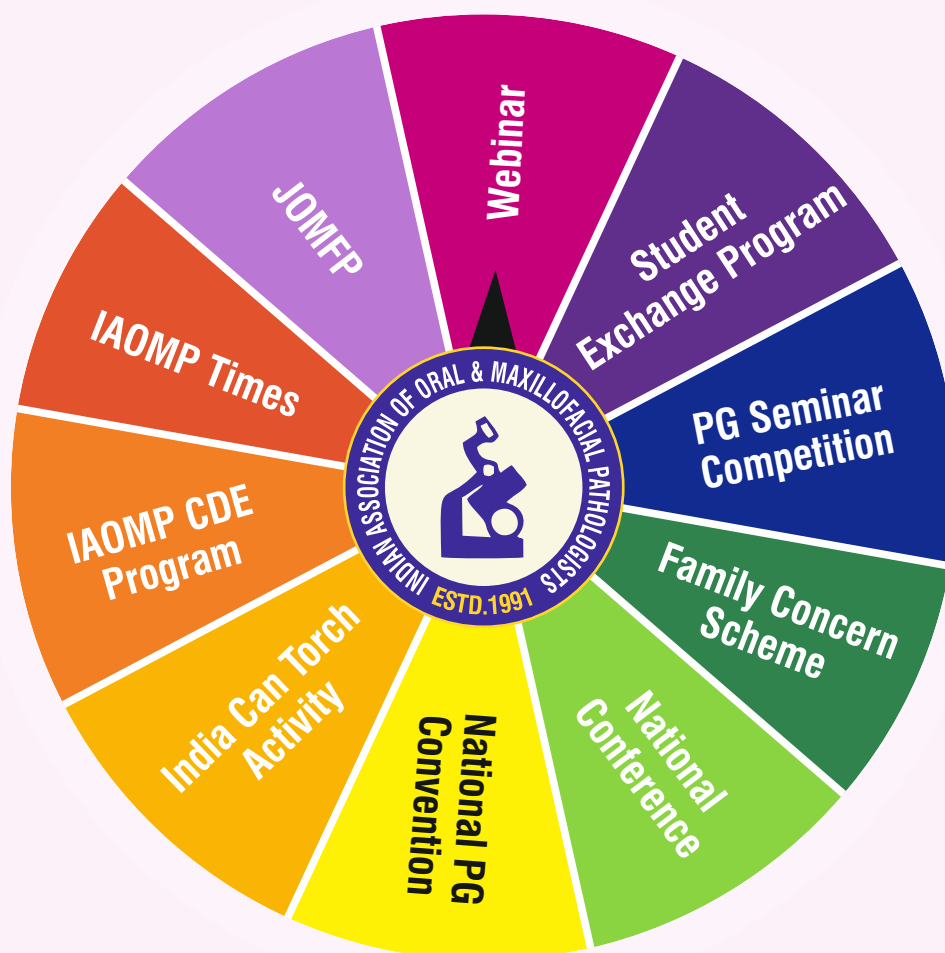 Webinar
Student
Exchange Program
PG Seminar
Competition
Family Concern
Scheme
National
Conference
National PG
Convention
India Can Torch
Activity
IAOMP CDE
Program
IAOMP Times
JOMFP
INDIAN ASSOCIATION OF ORAL & MAXILLOFACIAL PATHOLOGISTS
ESTD.1991